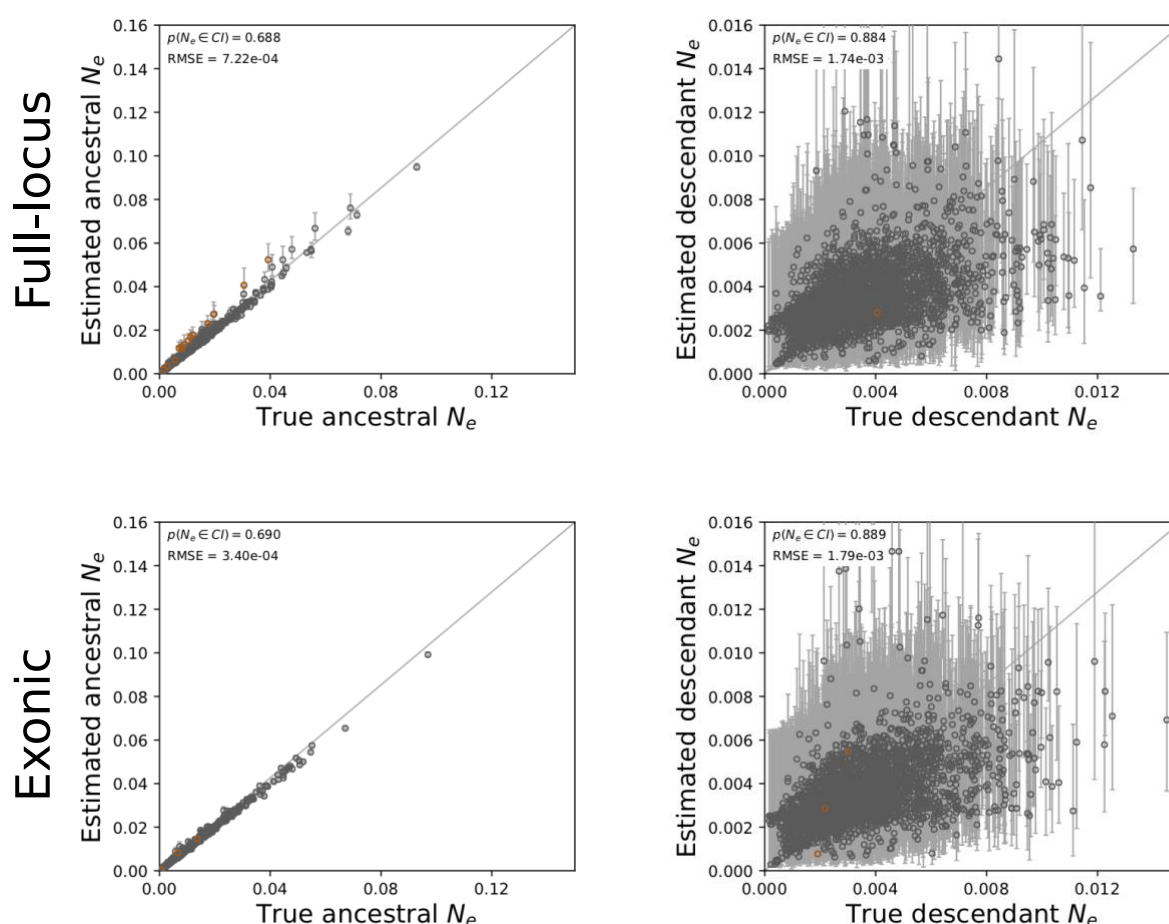 Full-locus
Estimated ancestral Ne
0.16
0.14
0.12
0.10
0.08
0.06
0.04
0.02
0.00
p(Ne ∈ CI) = 0.688
RMSE = 7.22e-04
0.00 0.04 0.08 0.12
True ancestral Ne
Estimated descendant Ne
0.016
0.014
0.012
0.010
0.008
0.006
0.004
0.002
0.000
p(Ne ∈ CI) = 0.884
RMSE = 1.74e-03
0.000 0.004 0.008 0.012
True descendant Ne
Exonic
Estimated ancestral Ne
0.16
0.14
0.12
0.10
0.08
0.06
0.04
0.02
0.00
p(Ne ∈ CI) = 0.690
RMSE = 3.40e-04
0.00 0.04 0.08 0.12
True ancestral Ne
Estimated descendant Ne
0.016
0.014
0.012
0.010
0.008
0.006
0.004
0.002
0.000
p(Ne ∈ CI) = 0.889
RMSE = 1.79e-03
0.000 0.004 0.008 0.012
True descendant Ne